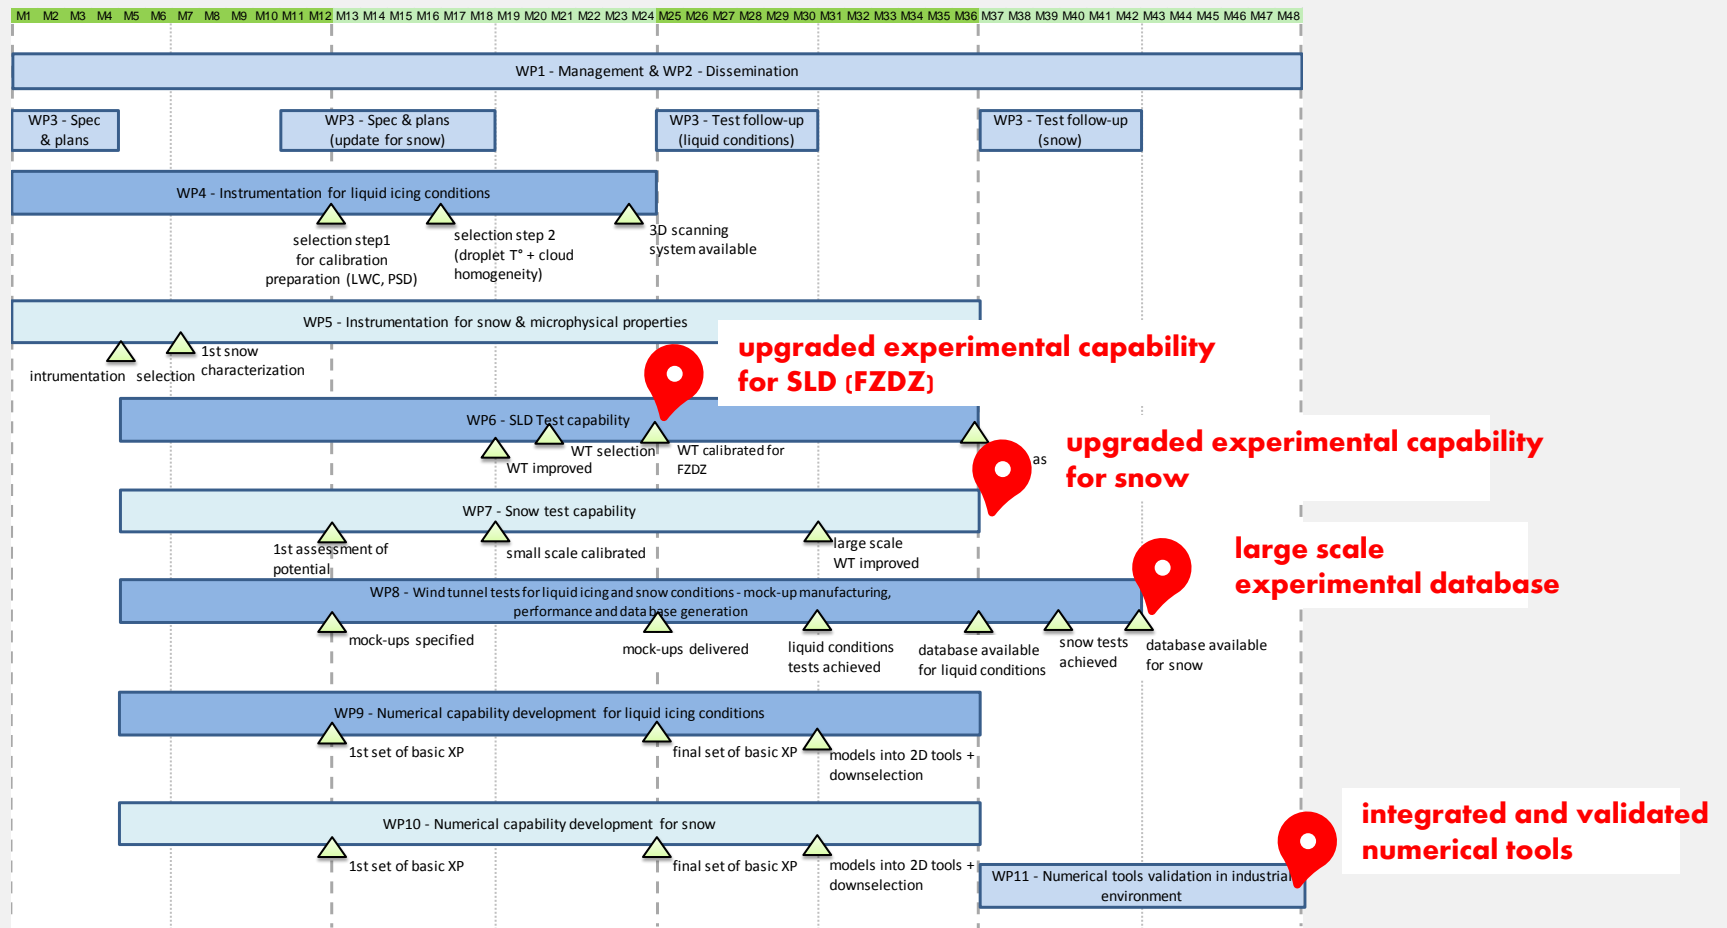 M1 M2 M3 M4 M5 M6 M7 M8 M9 M10 M11 M12 M13 M14 M15 M16 M17 M18 M19 M20 M21 M22 M23 M24 M25 M26 M27 M28 M29 M30 M31 M32 M33 M34 M35 M36 M37 M38 M39 M40 M41 M42 M43 M44 M45 M46 M47 M48
WP1 - Management & WP2 - Dissemination
WP3 - Spec
& plans
WP3 - Spec & plans
(update for snow)
WP3 - Test follow-up
(liquid conditions)
WP3 - Test follow-up
(snow)
WP4 - Instrumentation for liquid icing conditions
selection step1
for calibration
preparation (LWC, PSD)
selection step 2
(droplet T° + cloud
homogeneity)
3D scanning
system available
WP5 - Instrumentation for snow & microphysical properties
intrumentation selection
1st snow
characterization
upgraded experimental capability
for SLD (FZDZ)
WP6 - SLD Test capability
WT improved
WT selection
WT calibrated for
FZDZ
as
upgraded experimental capability
for snow
WP7 - Snow test capability
1st assessment of
potential
small scale calibrated
large scale
WT improved
large scale
experimental database
WP8 - Wind tunnel tests for liquid icing and snow conditions - mock-up manufacturing,
performance and data base generation
mock-ups specified
mock-ups delivered
liquid conditions
tests achieved
database available
for liquid conditions
snow tests
achieved
database available
for snow
WP9 - Numerical capability development for liquid icing conditions
1st set of basic XP
final set of basic XP
models into 2D tools +
downselection
WP10 - Numerical capability development for snow
1st set of basic XP
final set of basic XP
models into 2D tools +
downselection
integrated and validated
numerical tools
WP11 - Numerical tools validation in industrial
environment